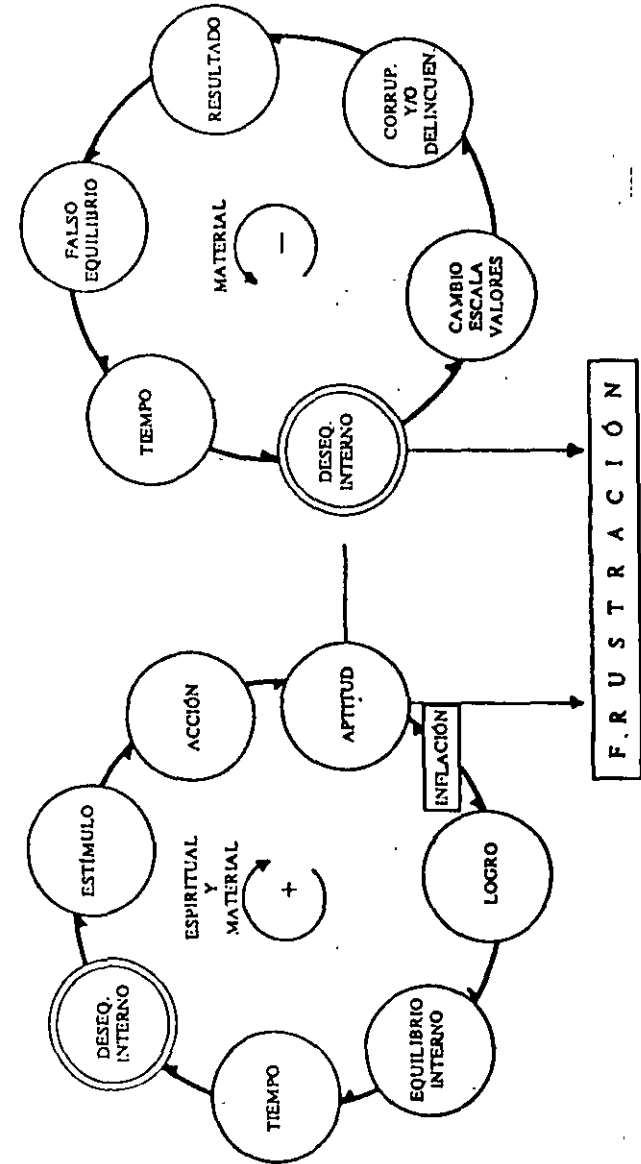 DESEQ.
INTERNO
ESTÍMULO
ACCIÓN
APTITUD
INFLACIÓN
LOGRO
EQUILIBRIO
INTERNO
TIEMPO
ESPIRITUAL
Y
MATERIAL
+
TIEMPO
FALSO
EQUILIBRIO
RESULTADO
CORRUP.
Y/O
DELINCUEN.
CAMBIO
ESCALA
VALORES
DESEQ.
INTERNO
MATERIAL
−
F.RUSTRACIÓN